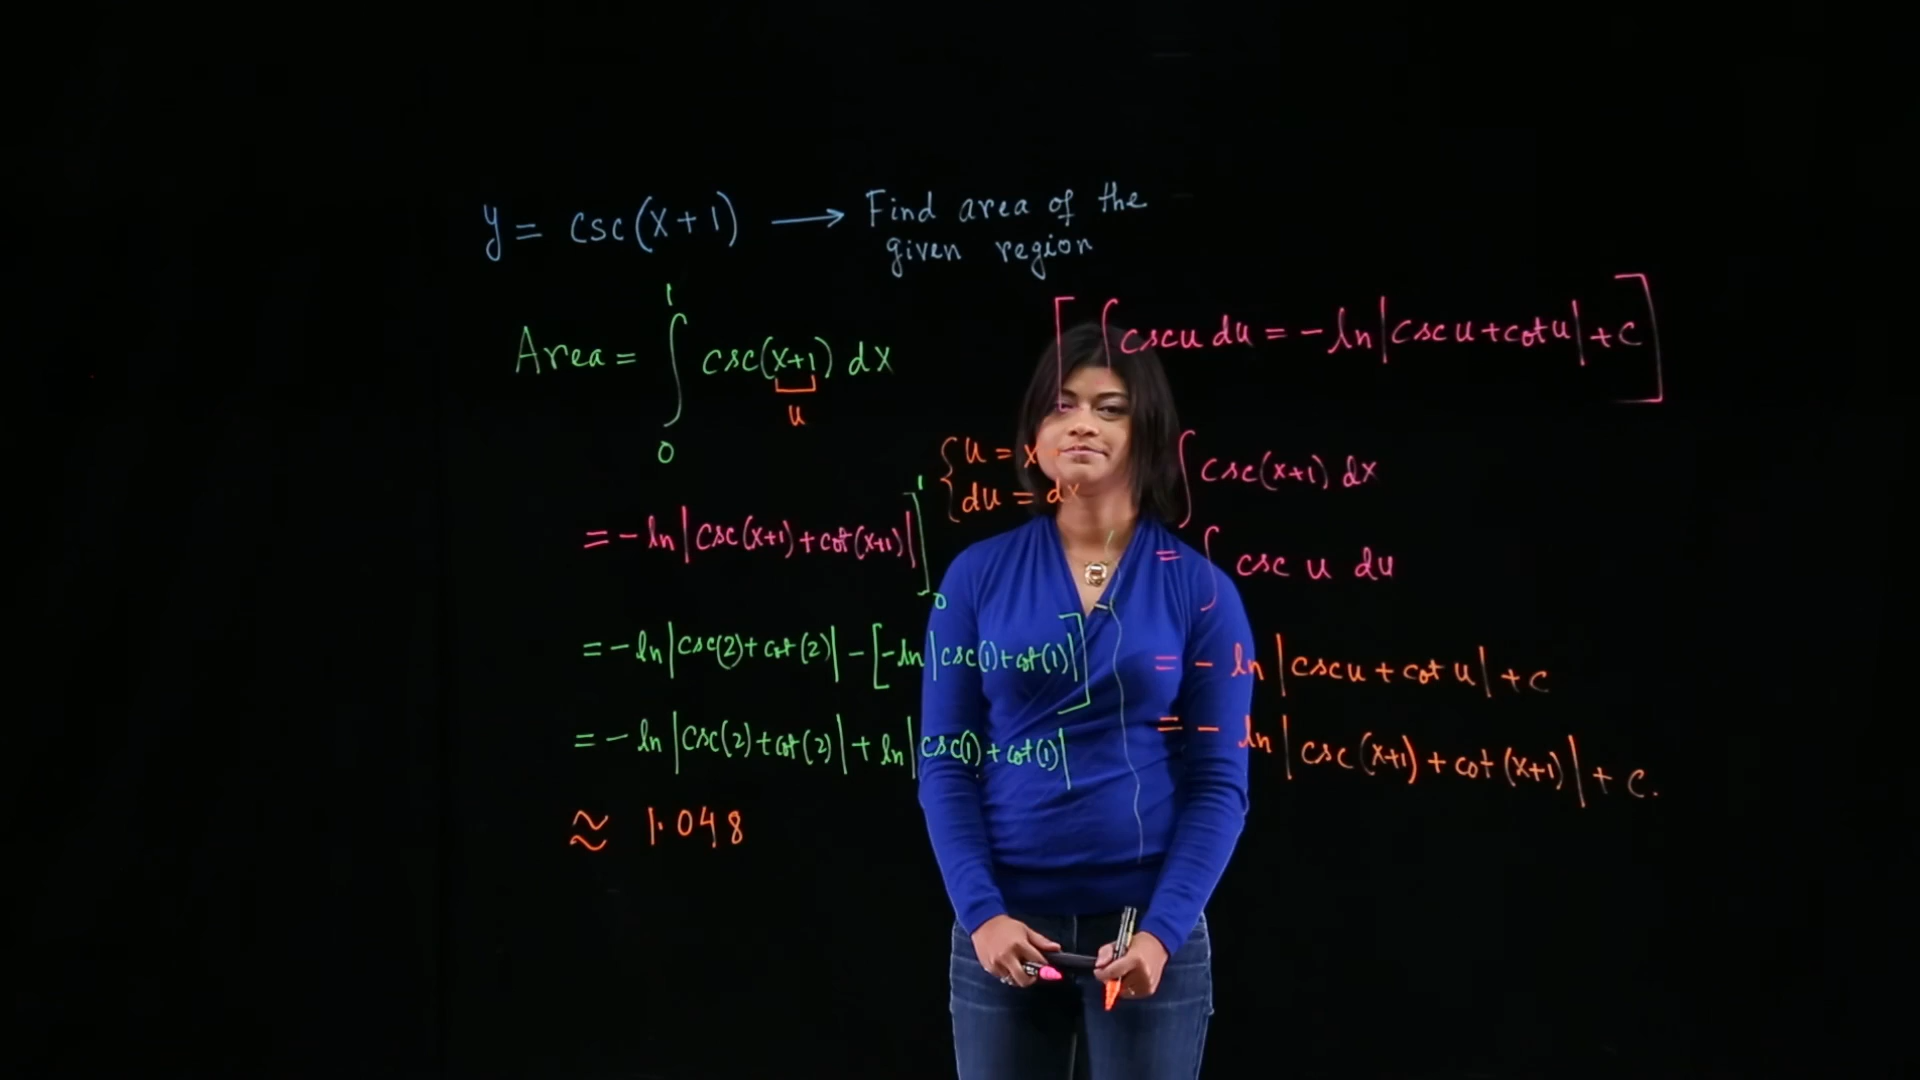 y = csc(x+1) → Find area of the
given region
Area = ∫₀¹ csc(x+1) dx
u
[∫ csc u du = -ln|csc u + cot u| + c]
{u = x
{du = dx
= -ln|csc(x+1) + cot(x+1)|]₀¹
= -ln|csc(2) + cot(2)| - [-ln|csc(1) + cot(1)|]
= -ln|csc(2) + cot(2)| + ln|csc(1) + cot(1)|
≈ 1.048
∫ csc(x+1) dx
= ∫ csc u du
= - ln|csc u + cot u| + c
= - ln|csc(x+1) + cot(x+1)| + c.